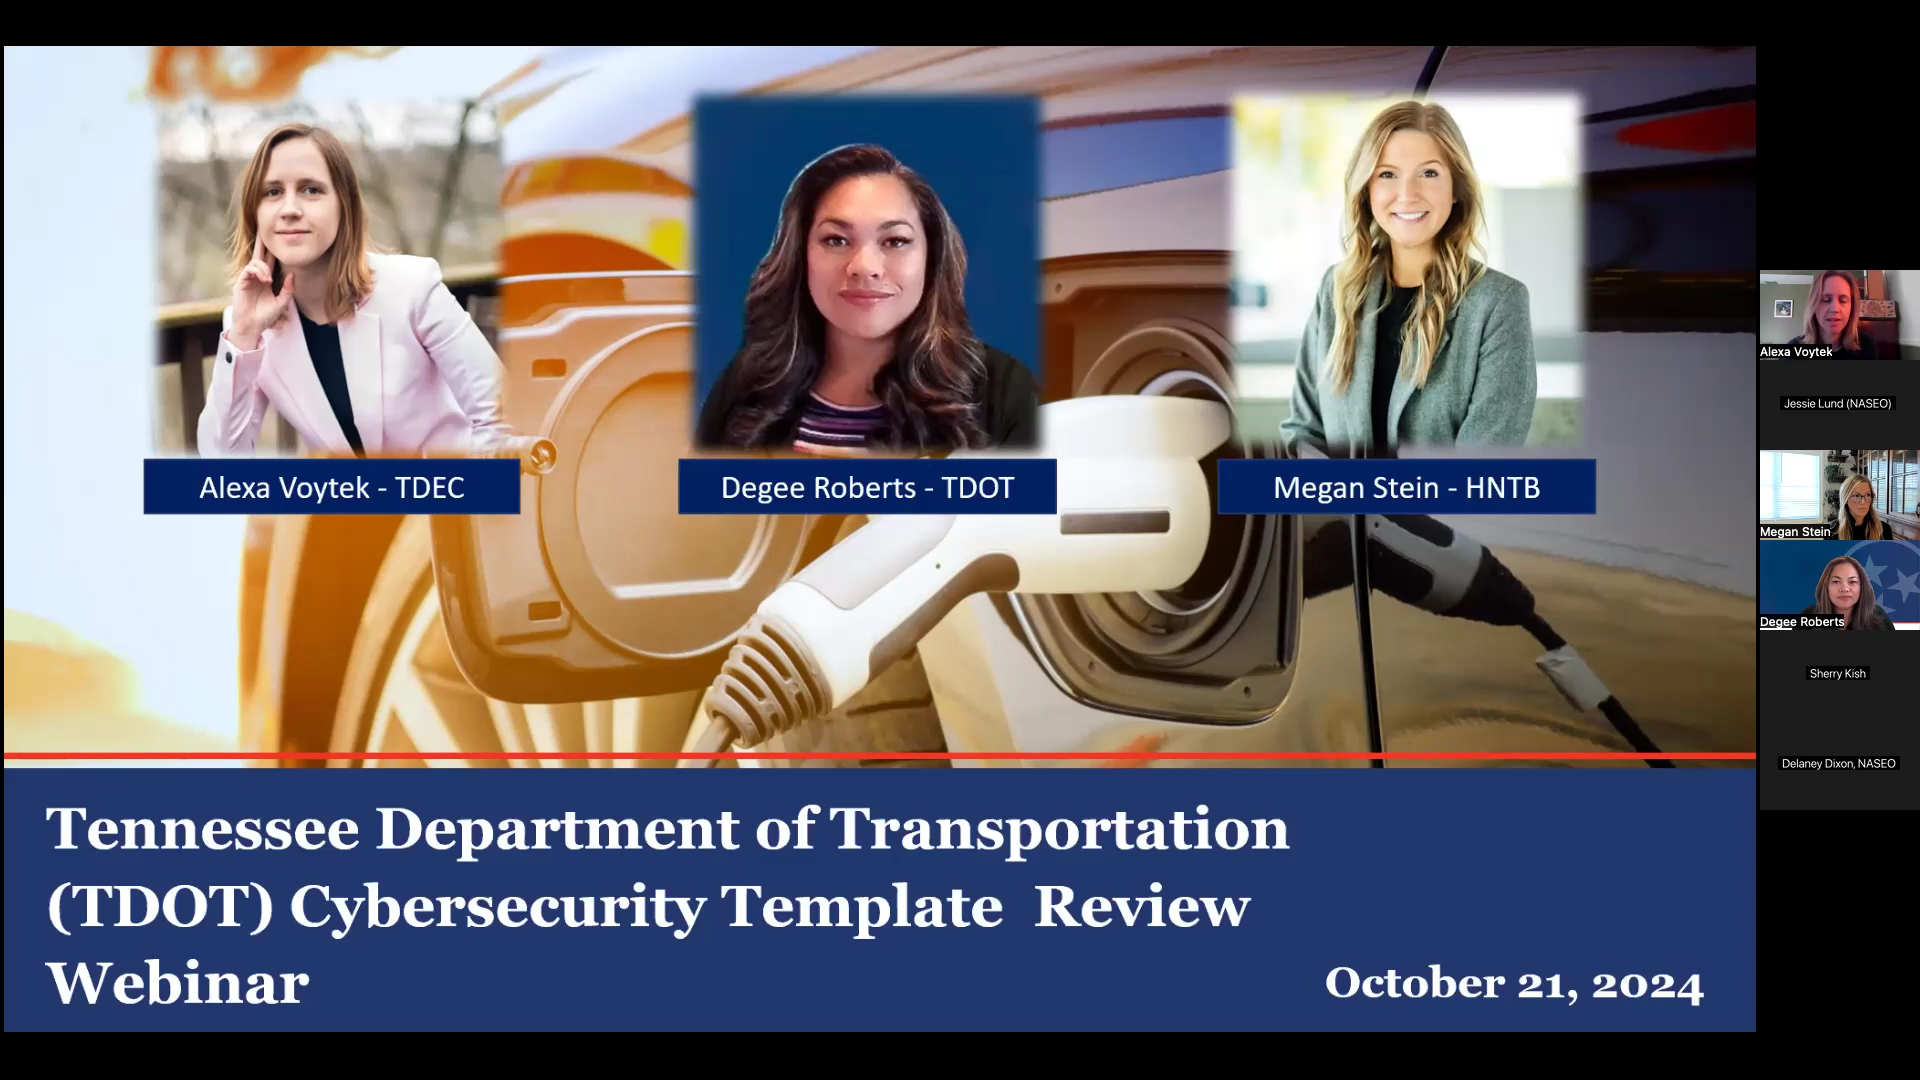 Alexa Voytek - TDEC
Degee Roberts - TDOT
Megan Stein - HNTB
Tennessee Department of Transportation
(TDOT) Cybersecurity Template Review
Webinar
October 21, 2024
Alexa Voytek
Jessie Lund (NASEO)
Megan Stein
Degee Roberts
Sherry Kish
Delaney Dixon, NASEO